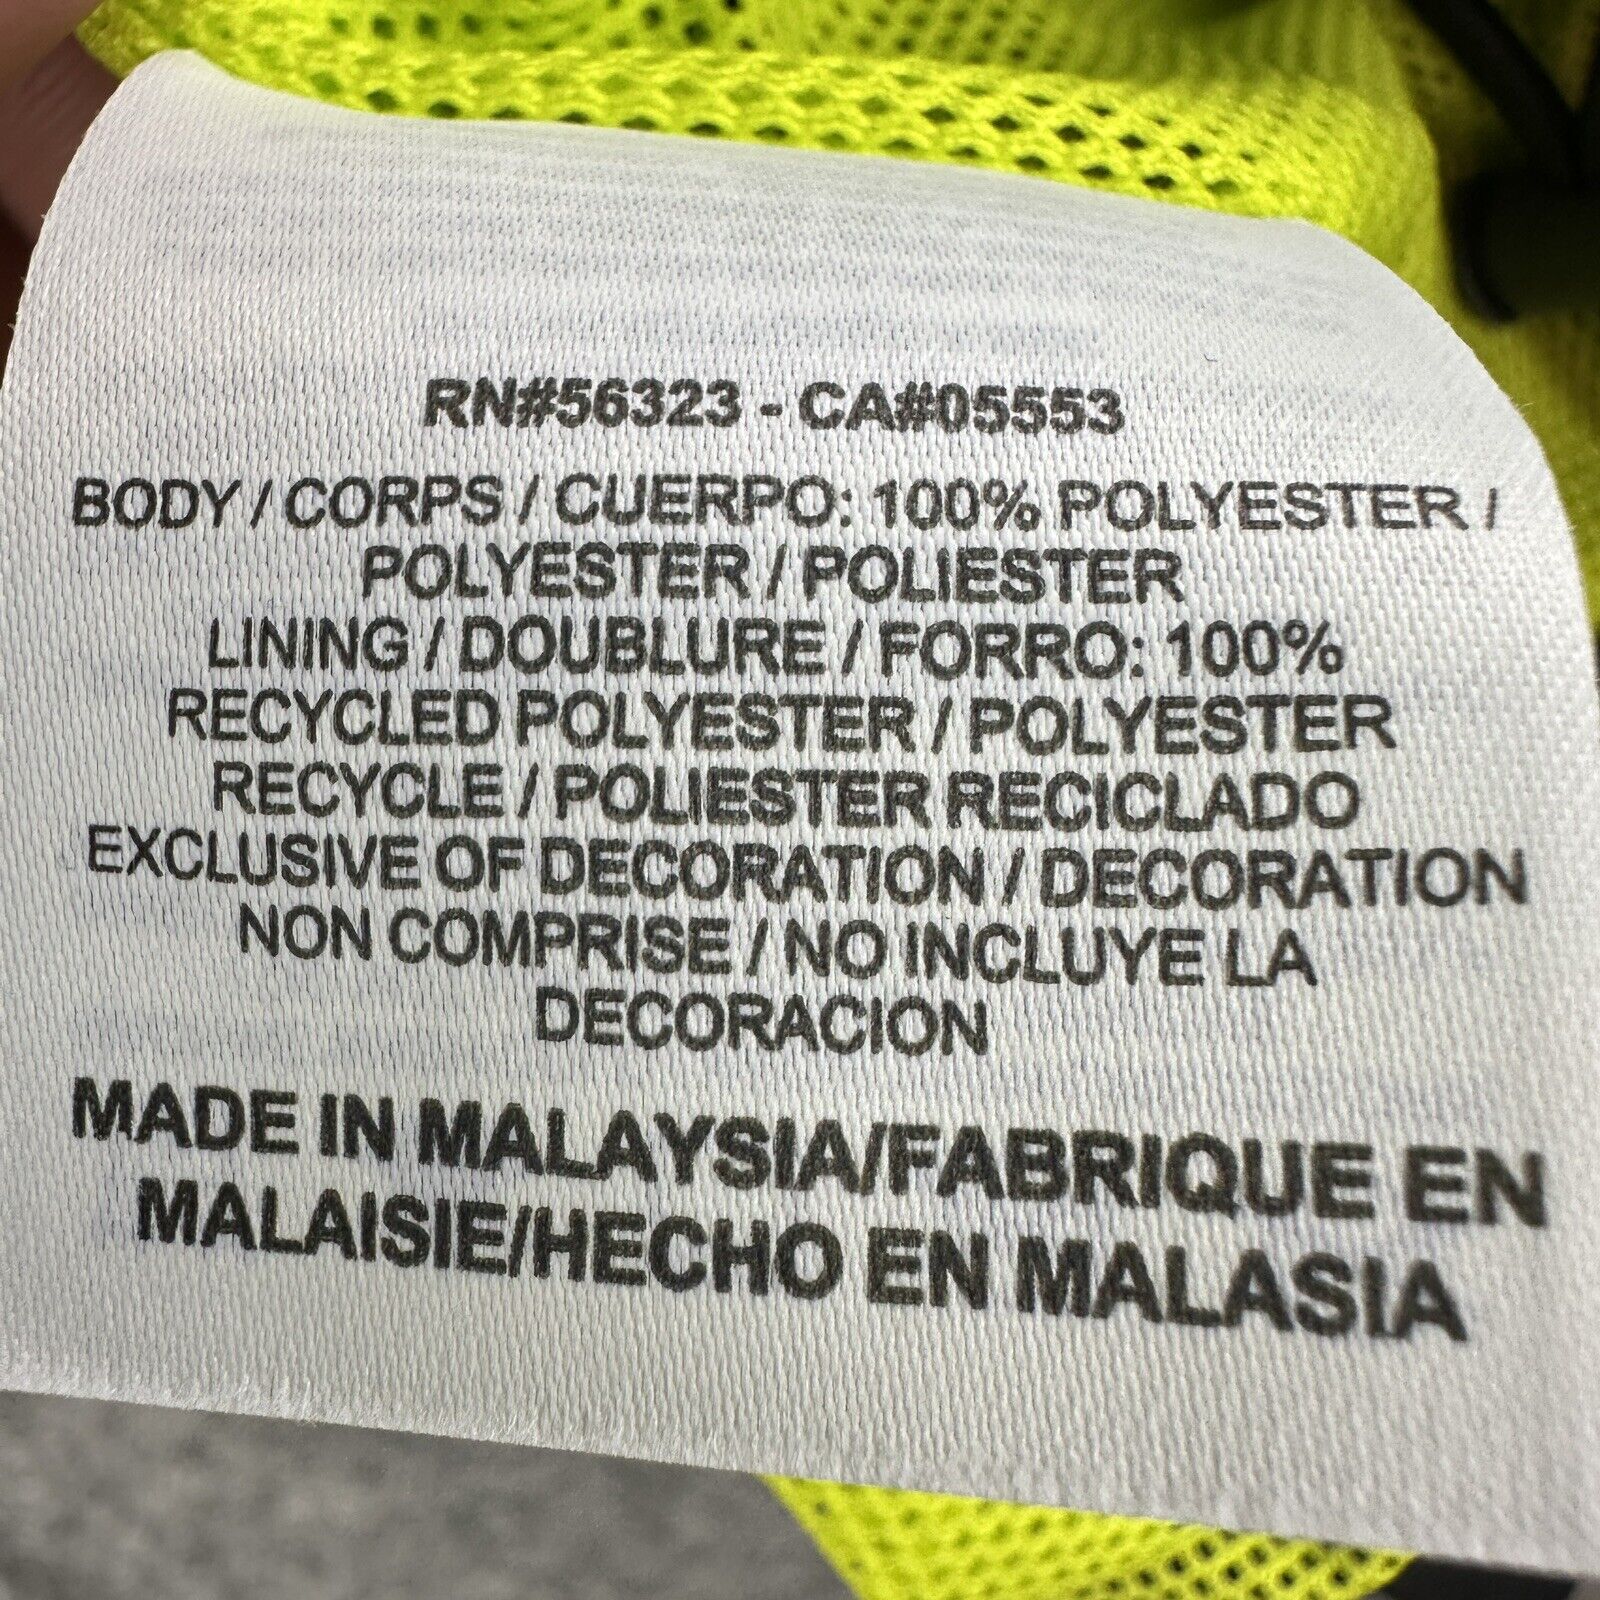 RN#56323 - CA#05553
BODY / CORPS / CUERPO: 100% POLYESTER /
POLYESTER / POLIESTER
LINING / DOUBLURE / FORRO: 100%
RECYCLED POLYESTER / POLYESTER
RECYCLE / POLIESTER RECICLADO
EXCLUSIVE OF DECORATION / DECORATION
NON COMPRISE / NO INCLUYE LA
DECORACION
MADE IN MALAYSIA/FABRIQUE EN
MALAISIE/HECHO EN MALASIA